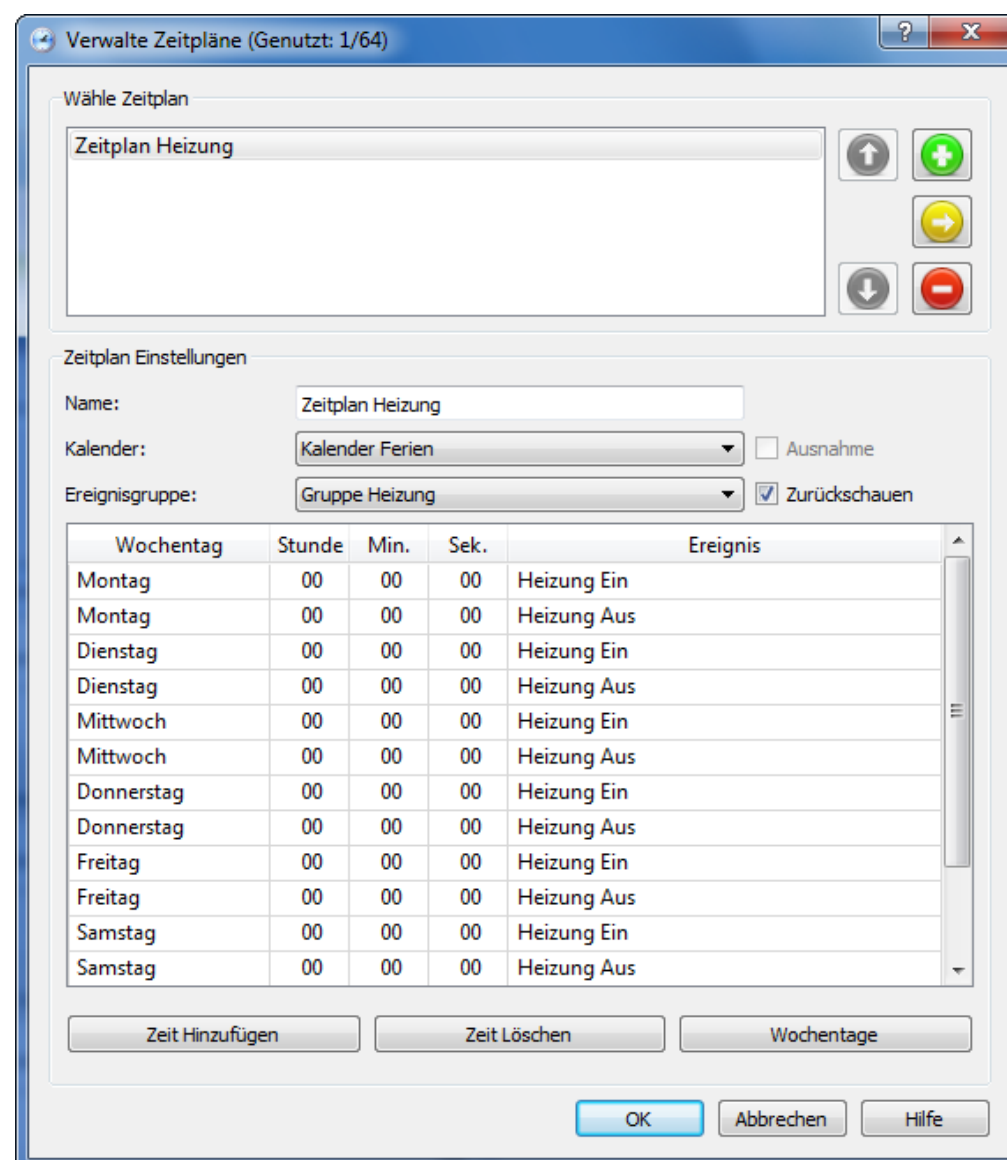 Verwalte Zeitpläne (Genutzt: 1/64)
Wähle Zeitplan
Zeitplan Heizung
Zeitplan Einstellungen
Name: Zeitplan Heizung
Kalender: Kalender Ferien Ausnahme
Ereignisgruppe: Gruppe Heizung Zurückschauen
Wochentag Stunde Min. Sek. Ereignis
Montag 00 00 00 Heizung Ein
Montag 00 00 00 Heizung Aus
Dienstag 00 00 00 Heizung Ein
Dienstag 00 00 00 Heizung Aus
Mittwoch 00 00 00 Heizung Ein
Mittwoch 00 00 00 Heizung Aus
Donnerstag 00 00 00 Heizung Ein
Donnerstag 00 00 00 Heizung Aus
Freitag 00 00 00 Heizung Ein
Freitag 00 00 00 Heizung Aus
Samstag 00 00 00 Heizung Ein
Samstag 00 00 00 Heizung Aus
Zeit Hinzufügen Zeit Löschen Wochentage
OK Abbrechen Hilfe